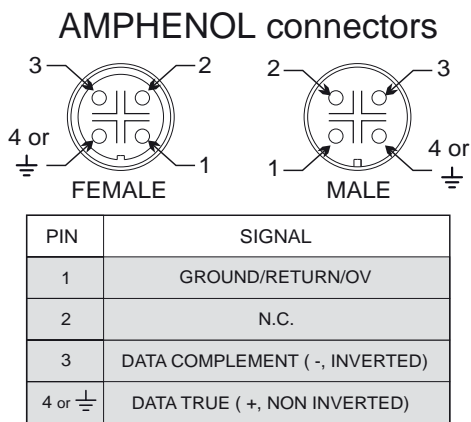 AMPHENOL connectors
3 2 2 3
4 or ⏚ 1 1 4 or ⏚
FEMALE MALE
PIN SIGNAL
1 GROUND/RETURN/OV
2 N.C.
3 DATA COMPLEMENT ( -, INVERTED)
4 or ⏚ DATA TRUE ( +, NON INVERTED)